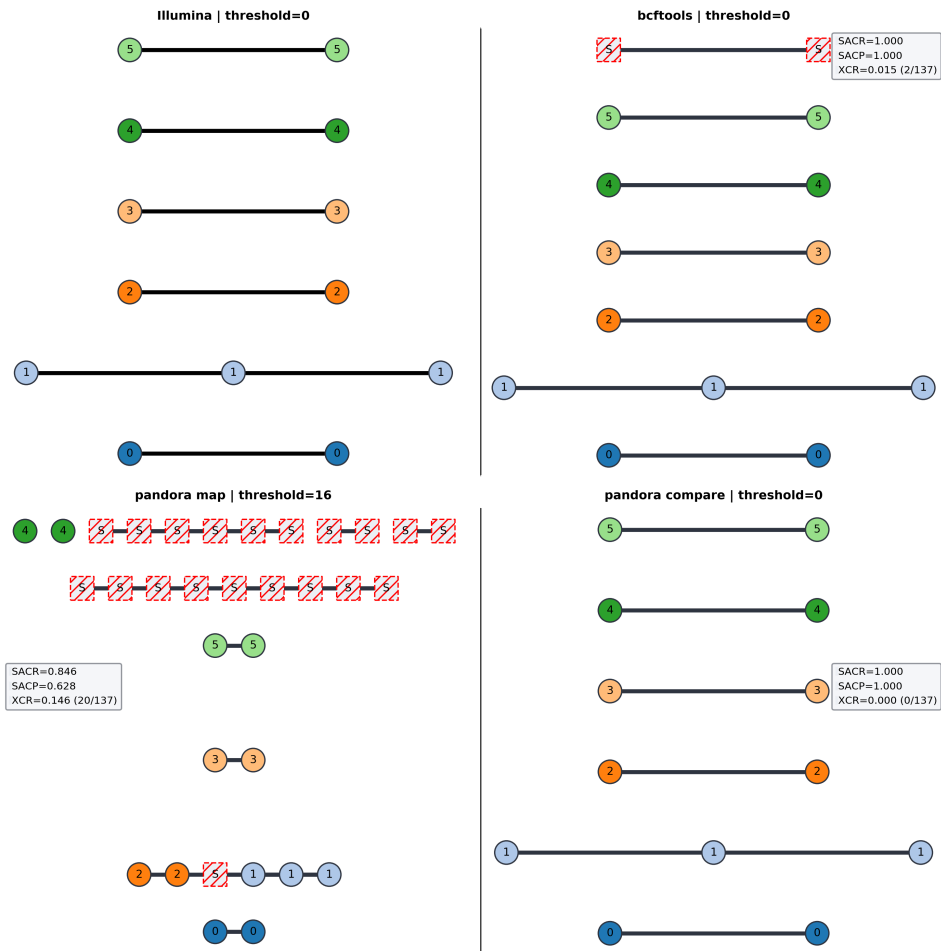 Illumina | threshold=0
5 5
4 4
3 3
2 2
1 1 1
0 0
bcftools | threshold=0
S S
SACR=1.000
SACP=1.000
XCR=0.015 (2/137)
5 5
4 4
3 3
2 2
1 1 1
0 0
pandora map | threshold=16
4 4 S S S S S S S S S S
S S S S S S S S S
5 5
SACR=0.846
SACP=0.628
XCR=0.146 (20/137)
3 3
2 2 S 1 1 1
0 0
pandora compare | threshold=0
5 5
4 4
3 3
SACR=1.000
SACP=1.000
XCR=0.000 (0/137)
2 2
1 1 1
0 0